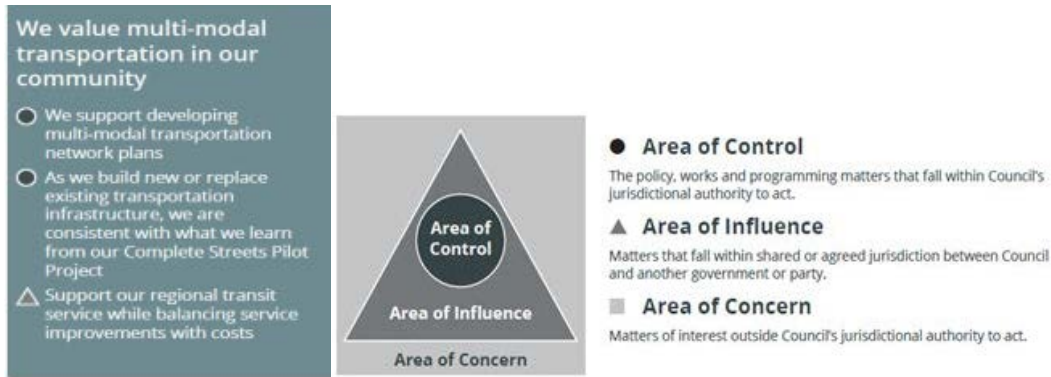 We value multi-modal
transportation in our
community
We support developing
multi-modal transportation
network plans
As we build new or replace
existing transportation
infrastructure, we are
consistent with what we learn
from our Complete Streets Pilot
Project
Support our regional transit
service while balancing service
improvements with costs
Area of
Control
Area of Influence
Area of Concern
Area of Control
The policy, works and programming matters that fall within Council's
jurisdictional authority to act.
Area of Influence
Matters that fall within shared or agreed jurisdiction between Council
and another government or party.
Area of Concern
Matters of interest outside Council's jurisdictional authority to act.